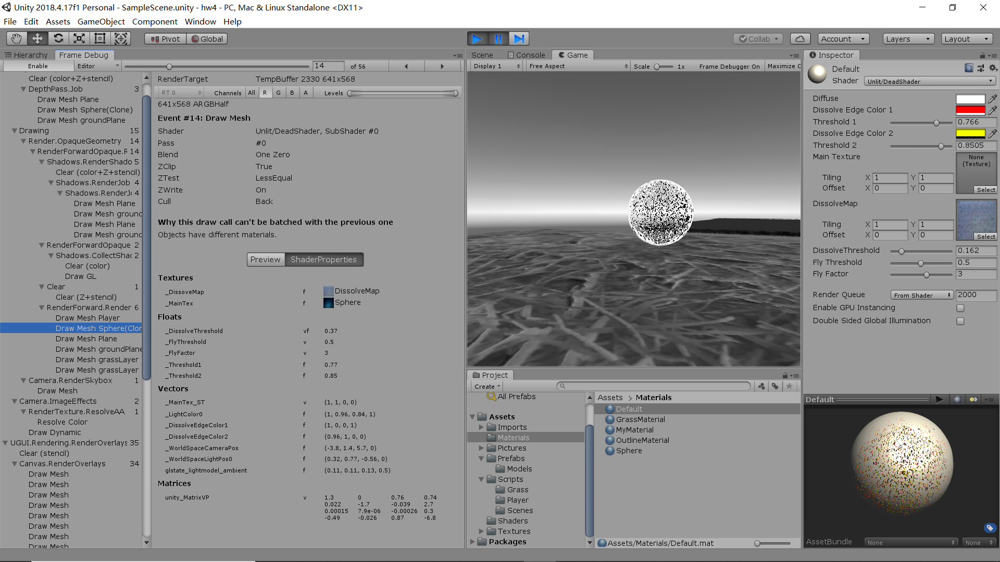 Unity 2018.4.17f1 Personal - SampleScene.unity - hw4 - PC, Mac & Linux Standalone <DX11>
File Edit Assets GameObject Component Window Help
Pivot Global Collab Account Layers Layout
Hierarchy Frame Debug
Enable Editor 14 of 56
Clear (color+Z+stencil)
DepthPass.Job 3
Draw Mesh Plane
Draw Mesh Sphere(Clone)
Draw Mesh groundPlane
Drawing 15
Render.OpaqueGeometry 14
RenderForwardOpaque.F 14
Shadows.RenderShado 5
Clear (color+Z+stencil)
Shadows.RenderJob 4
Shadows.RenderJ 4
Draw Mesh Plane
Draw Mesh ground
Draw Mesh Plane
Draw Mesh ground
RenderForwardOpaque 2
Shadows.CollectShad 2
Clear (color)
Draw GL
Clear 1
Clear (Z+stencil)
RenderForward.Render 6
Draw Mesh Player
Draw Mesh Sphere(Clor
Draw Mesh Plane
Draw Mesh groundPlane
Draw Mesh grassLayer
Draw Mesh grassLayer
Camera.RenderSkybox 1
Draw Mesh
Camera.ImageEffects 2
RenderTexture.ResolveAA 1
Resolve Color
Draw Dynamic
UGUI.Rendering.RenderOverlays 35
Clear (stencil)
Canvas.RenderOverlays 34
Draw Mesh
Draw Mesh
Draw Mesh
Draw Mesh
Draw Mesh
Draw Mesh
Draw Mesh
Draw Mesh
RenderTarget TempBuffer 2330 641x568
RT 0 Channels All R G B A Levels
641x568 ARGBHalf
Event #14: Draw Mesh
Shader Unlit/DeadShader, SubShader #0
Pass #0
Blend One Zero
ZClip True
ZTest LessEqual
ZWrite On
Cull Back
Why this draw call can't be batched with the previous one
Objects have different materials.
Preview ShaderProperties
Textures
_DissoveMap f DissolveMap
_MainTex f Sphere
Floats
_DissolveThreshold vf 0.37
_FlyThreshold v 0.5
_FlyFactor v 3
_Threshold1 f 0.77
_Threshold2 f 0.85
Vectors
_MainTex_ST v (1, 1, 0, 0)
_LightColor0 f (1, 0.96, 0.84, 1)
_DissolveEdgeColor1 f (1, 0, 0, 1)
_DissolveEdgeColor2 f (0.96, 1, 0, 0)
_WorldSpaceCameraPos f (-3.8, 1.4, 5.7, 0)
_WorldSpaceLightPos0 f (0.32, 0.77, -0.56, 0)
glstate_lightmodel_ambient f (0.11, 0.11, 0.13, 0.5)
Matrices
unity_MatrixVP v 1.3 0 0.76 0.74
0.022 -1.7 -0.039 2.7
0.00015 7.9e-06 -0.00026 0.3
-0.49 -0.026 0.87 -6.8
Scene Console Game
Display 1 Free Aspect Scale 1x Frame Debugger On Maximize C
Project
Create
All Prefabs
Assets
Imports
Materials
Pictures
Prefabs
Models
Scripts
Grass
Player
Scenes
Shaders
Textures
Packages
Assets Materials
Default
GrassMaterial
MyMaterial
OutlineMaterial
Sphere
Assets/Materials/Default.mat
Inspector
Default
Shader Unlit/DeadShader
Diffuse
Dissolve Edge Color 1
Threshold 1 0.766
Dissolve Edge Color 2
Threshold 2 0.8505
Main Texture None
(Texture)
Tiling X 1 Y 1
Offset X 0 Y 0
Select
DissolveMap
Tiling X 1 Y 1
Offset X 0 Y 0
Select
DissolveThreshold 0.162
Fly Threshold 0.5
Fly Factor 3
Render Queue From Shader 2000
Enable GPU Instancing
Double Sided Global Illumination
Default
AssetBundle None None